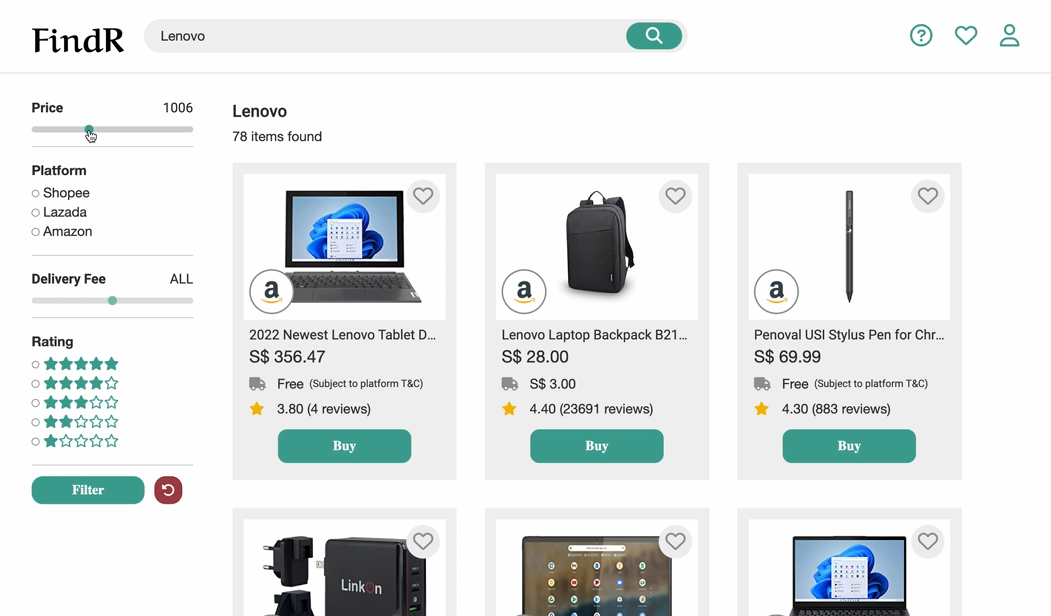 FindR
Lenovo
Price 1006
Platform
Shopee
Lazada
Amazon
Delivery Fee ALL
Rating
Filter
Lenovo
78 items found
a
2022 Newest Lenovo Tablet D...
S$ 356.47
Free (Subject to platform T&C)
3.80 (4 reviews)
Buy
a
Lenovo Laptop Backpack B21...
S$ 28.00
S$ 3.00
4.40 (23691 reviews)
Buy
a
Penoval USI Stylus Pen for Chr...
S$ 69.99
Free (Subject to platform T&C)
4.30 (883 reviews)
Buy
LinkOn